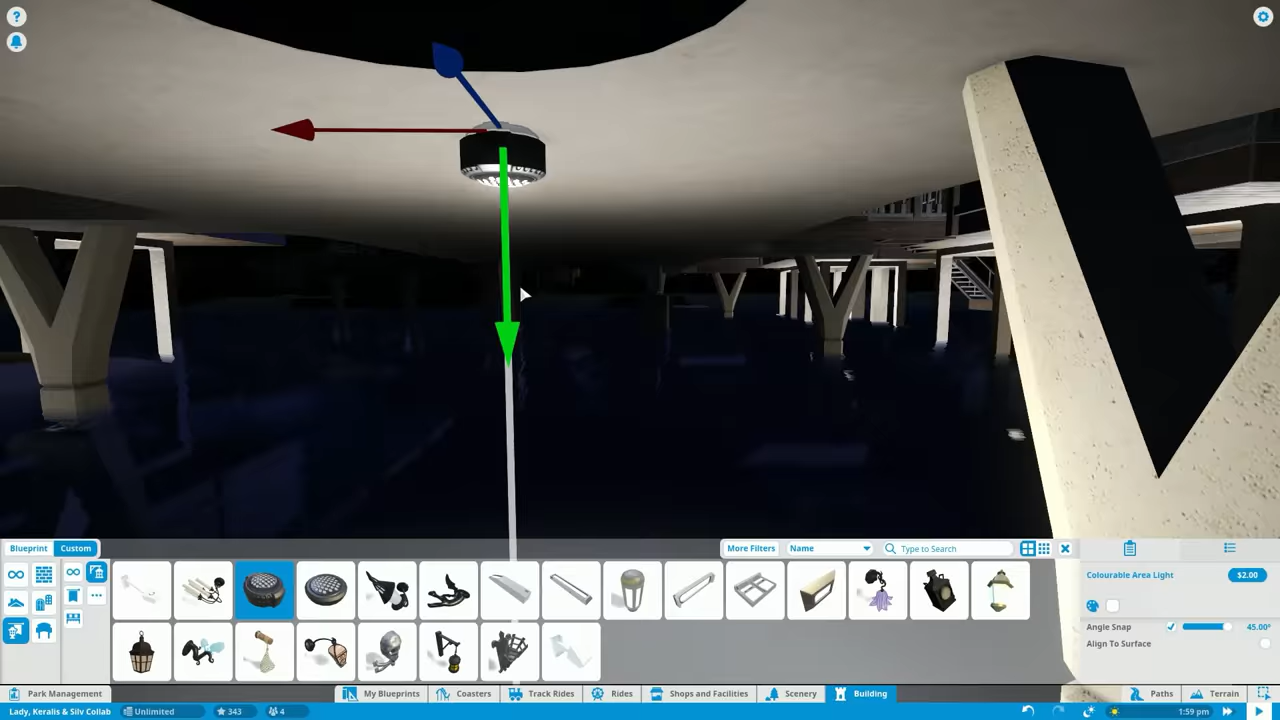 Blueprint
Custom
More Filters
Name
Type to Search
Colourable Area Light
$2.00
Angle Snap
45.00°
Align To Surface
Park Management
My Blueprints
Coasters
Track Rides
Rides
Shops and Facilities
Scenery
Building
Paths
Terrain
Lady, Keralis & Silv Collab
Unlimited
343
4
1:59 pm